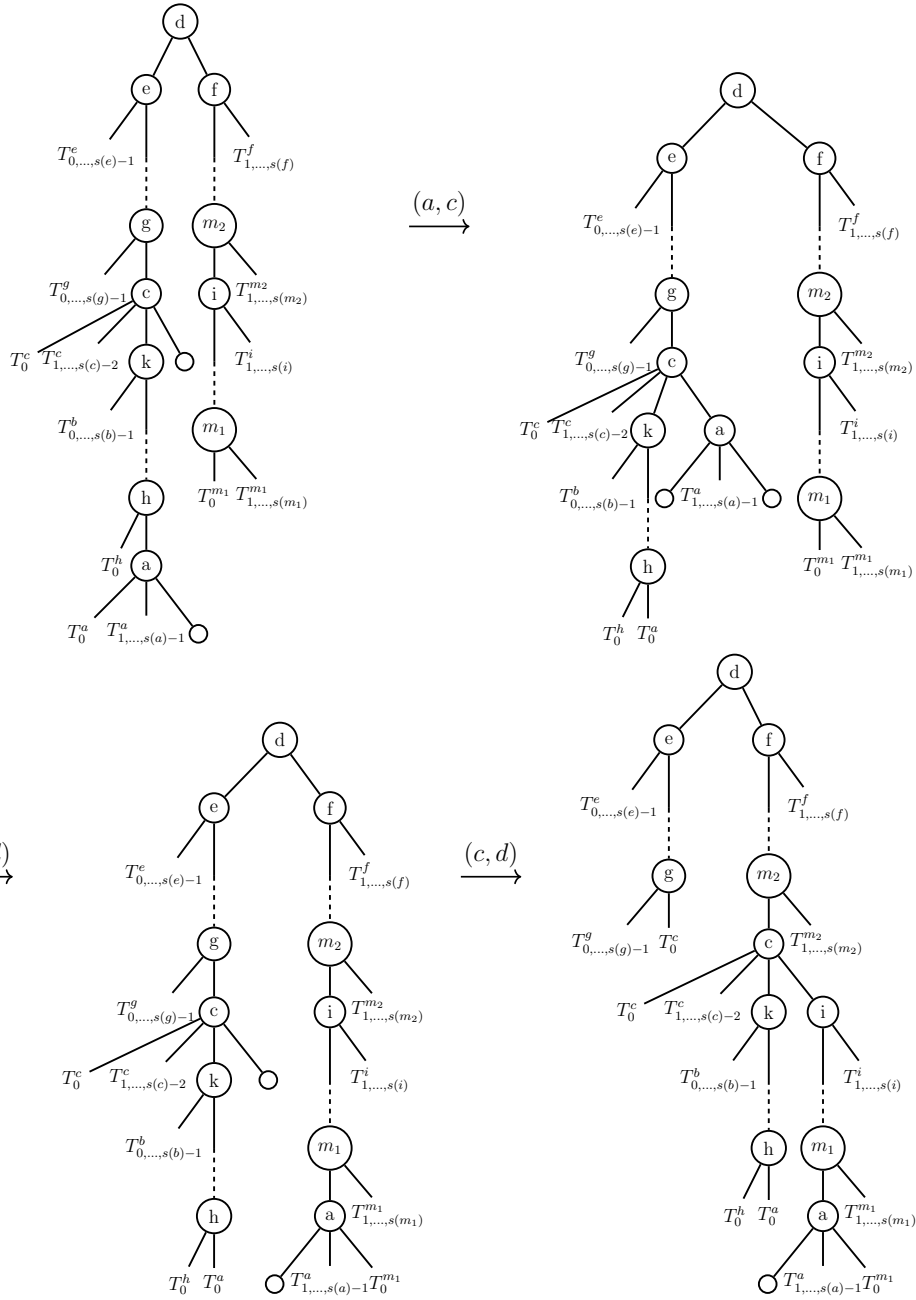 d
e f
T^e_{0,...,s(e)−1} T^f_{1,...,s(f)}
g m_2
T^g_{0,...,s(g)−1} c i T^{m_2}_{1,...,s(m_2)}
T^c_0 T^c_{1,...,s(c)−2} k T^i_{1,...,s(i)}
T^b_{0,...,s(b)−1} m_1
h T^{m_1}_0 T^{m_1}_{1,...,s(m_1)}
T^h_0 a
T^a_0 T^a_{1,...,s(a)−1}
(a, c)
d
e f
T^e_{0,...,s(e)−1} T^f_{1,...,s(f)}
g m_2
T^g_{0,...,s(g)−1} c i T^{m_2}_{1,...,s(m_2)}
T^c_0 T^c_{1,...,s(c)−2} k a T^i_{1,...,s(i)}
T^b_{0,...,s(b)−1} T^a_{1,...,s(a)−1} m_1
h T^{m_1}_0 T^{m_1}_{1,...,s(m_1)}
T^h_0 T^a_0
)
d
e f
T^e_{0,...,s(e)−1} T^f_{1,...,s(f)}
g m_2
T^g_{0,...,s(g)−1} c i T^{m_2}_{1,...,s(m_2)}
T^c_0 T^c_{1,...,s(c)−2} k T^i_{1,...,s(i)}
T^b_{0,...,s(b)−1} m_1
h a T^{m_1}_{1,...,s(m_1)}
T^h_0 T^a_0 T^a_{1,...,s(a)−1} T^{m_1}_0
(c, d)
d
e f
T^e_{0,...,s(e)−1} T^f_{1,...,s(f)}
g m_2
T^g_{0,...,s(g)−1} T^c_0 c T^{m_2}_{1,...,s(m_2)}
T^c_0 T^c_{1,...,s(c)−2} k i
T^b_{0,...,s(b)−1} T^i_{1,...,s(i)}
h m_1
T^h_0 T^a_0 a T^{m_1}_{1,...,s(m_1)}
T^a_{1,...,s(a)−1} T^{m_1}_0